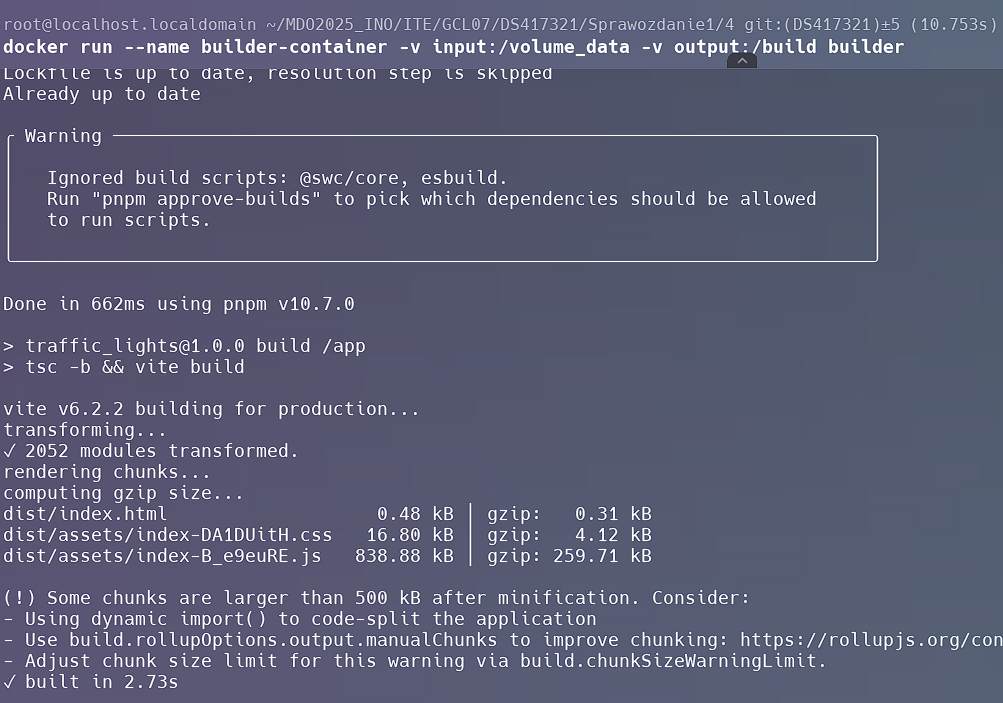 root@localhost.localdomain ~/MDO2025_INO/ITE/GCL07/DS417321/Sprawozdanie1/4 git:(DS417321)±5 (10.753s)
docker run --name builder-container -v input:/volume_data -v output:/build builder
Lockfile is up to date, resolution step is skipped
Already up to date
Warning
Ignored build scripts: @swc/core, esbuild.
Run "pnpm approve-builds" to pick which dependencies should be allowed
to run scripts.
Done in 662ms using pnpm v10.7.0
> traffic_lights@1.0.0 build /app
> tsc -b && vite build
vite v6.2.2 building for production...
transforming...
✓ 2052 modules transformed.
rendering chunks...
computing gzip size...
dist/index.html                   0.48 kB │ gzip:   0.31 kB
dist/assets/index-DA1DUitH.css   16.80 kB │ gzip:   4.12 kB
dist/assets/index-B_e9euRE.js   838.88 kB │ gzip: 259.71 kB
(!) Some chunks are larger than 500 kB after minification. Consider:
- Using dynamic import() to code-split the application
- Use build.rollupOptions.output.manualChunks to improve chunking: https://rollupjs.org/con
- Adjust chunk size limit for this warning via build.chunkSizeWarningLimit.
✓ built in 2.73s